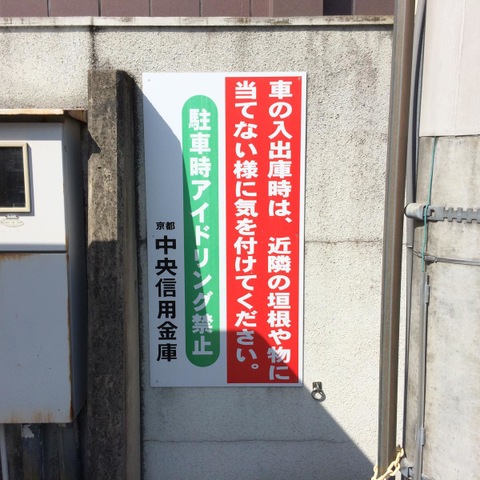 車の入出庫時は、近隣の垣根や物に
当てない様に気を付けてください。
駐車時アイドリング禁止
京都
中央信用金庫